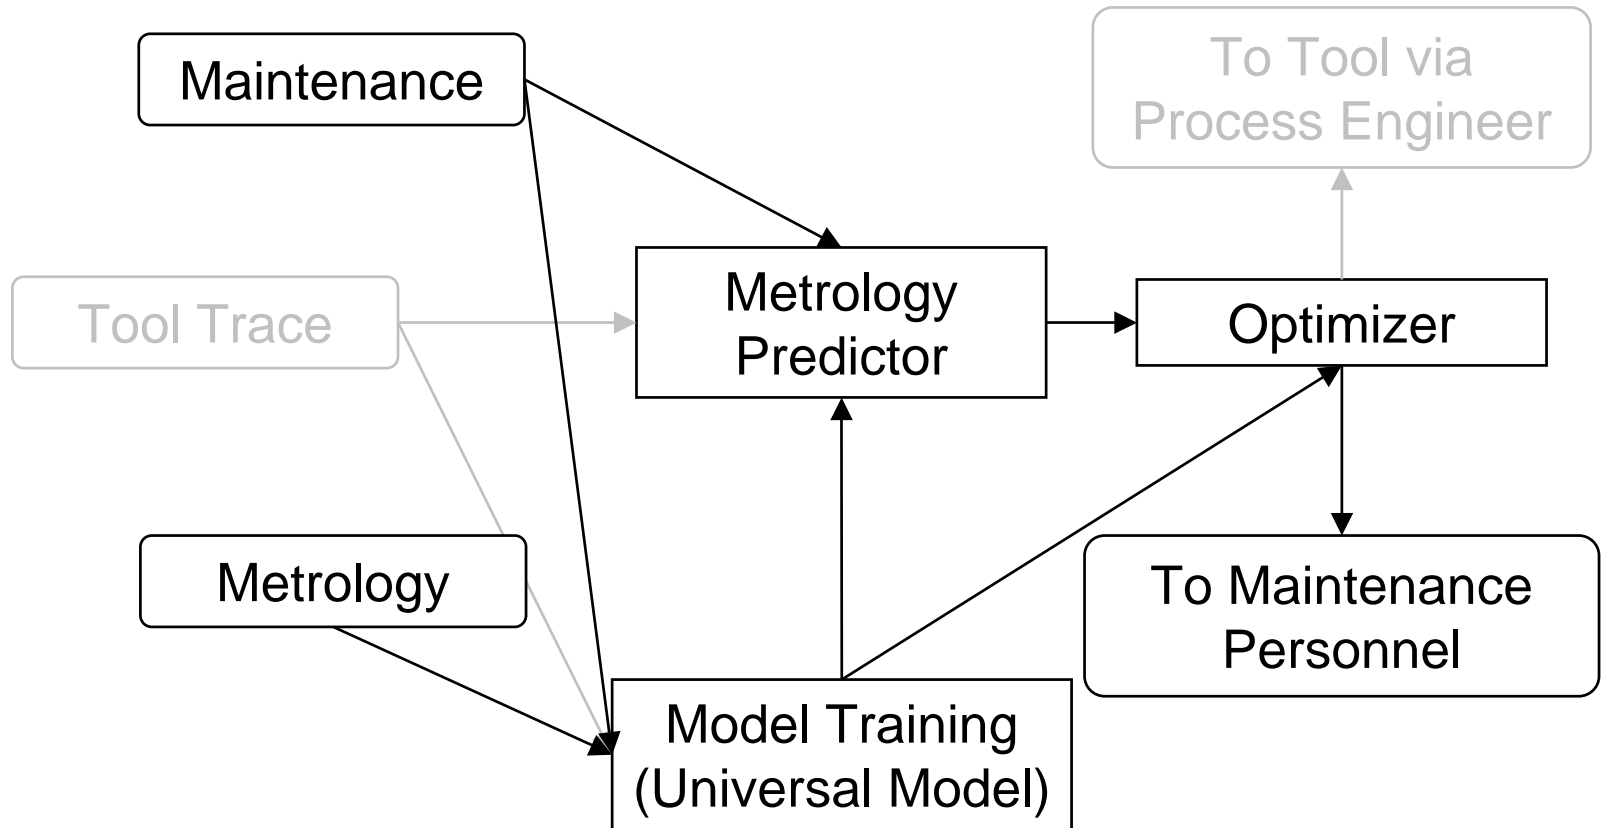 Maintenance
To Tool via
Process Engineer
Tool Trace
Metrology
Predictor
Optimizer
Metrology
To Maintenance
Personnel
Model Training
(Universal Model)